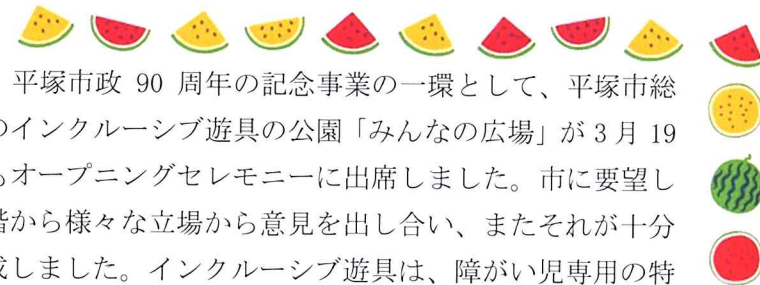 平塚市政 90 周年の記念事業の一環として、平塚市総
のインクルーシブ遊具の公園「みんなの広場」が 3 月 19
もオープニングセレモニーに出席しました。市に要望し
階から様々な立場から意見を出し合い、またそれが十分
成しました。インクルーシブ遊具は、障がい児専用の特